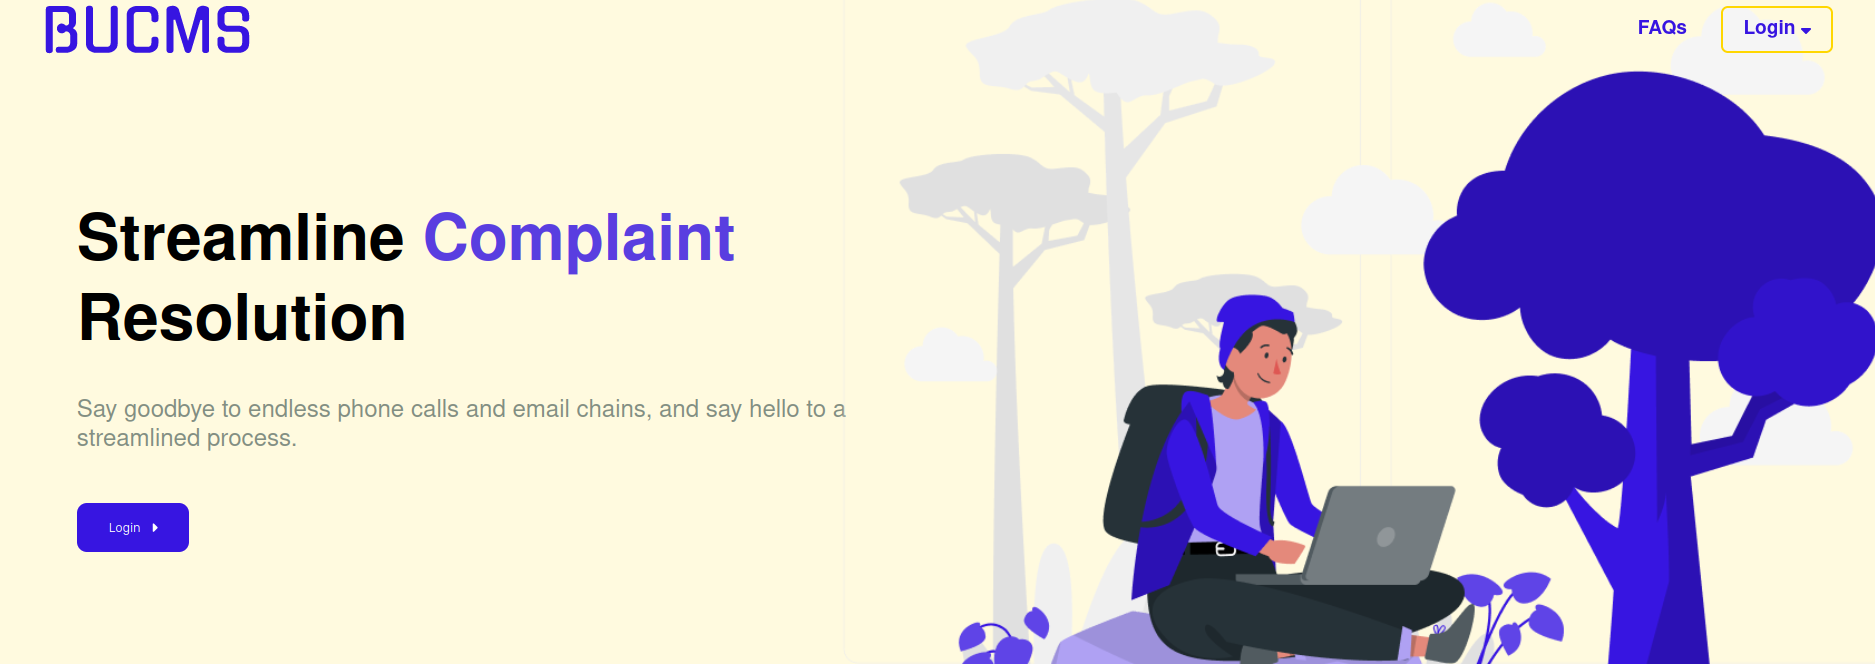 BUCMS
FAQs
Login
Streamline Complaint
Resolution
Say goodbye to endless phone calls and email chains, and say hello to a
streamlined process.
Login